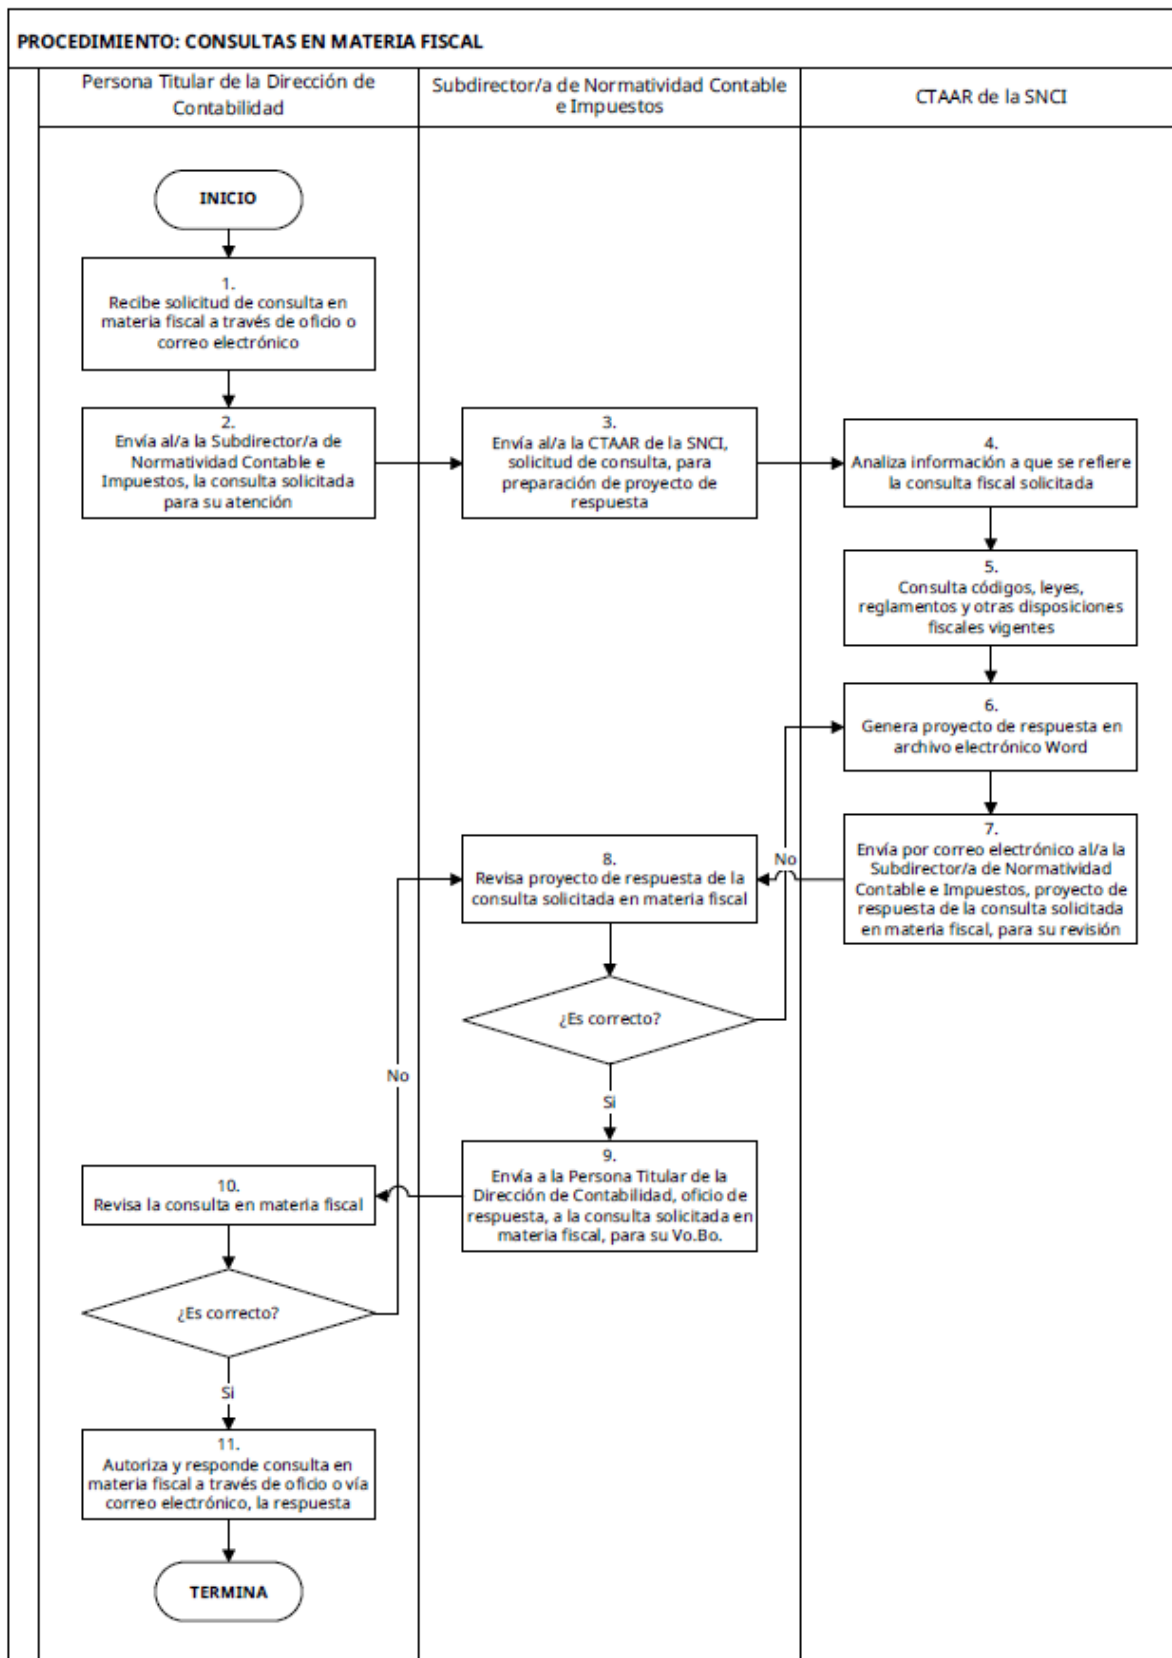 PROCEDIMIENTO: CONSULTAS EN MATERIA FISCAL
Persona Titular de la Dirección de
Contabilidad
Subdirector/a de Normatividad Contable
e Impuestos
CTAAR de la SNCI
INICIO
1.
Recibe solicitud de consulta en
materia fiscal a través de oficio o
correo electrónico
2.
Envía al/a la Subdirector/a de
Normatividad Contable e
Impuestos, la consulta solicitada
para su atención
3.
Envía al/a la CTAAR de la SNCI,
solicitud de consulta, para
preparación de proyecto de
respuesta
4.
Analiza información a que se refiere
la consulta fiscal solicitada
5.
Consulta códigos, leyes,
reglamentos y otras disposiciones
fiscales vigentes
6.
Genera proyecto de respuesta en
archivo electrónico Word
7.
Envía por correo electrónico al/a la
Subdirector/a de Normatividad
Contable e Impuestos, proyecto de
respuesta de la consulta solicitada
en materia fiscal, para su revisión
8.
Revisa proyecto de respuesta de la
consulta solicitada en materia fiscal
No
¿Es correcto?
No
Si
9.
Envía a la Persona Titular de la
Dirección de Contabilidad, oficio de
respuesta, a la consulta solicitada en
materia fiscal, para su Vo.Bo.
10.
Revisa la consulta en materia fiscal
¿Es correcto?
Si
11.
Autoriza y responde consulta en
materia fiscal a través de oficio o vía
correo electrónico, la respuesta
TERMINA